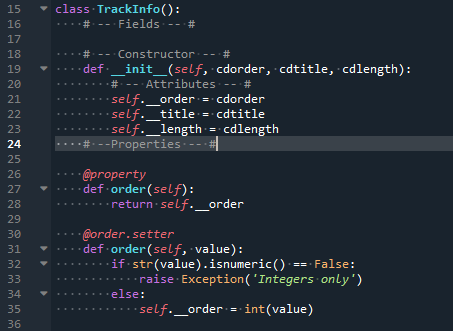 15 class TrackInfo():
16     # -- Fields -- #
17
18     # -- Constructor -- #
19     def __init__(self, cdorder, cdtitle, cdlength):
20         # -- Attributes -- #
21         self.__order = cdorder
22         self.__title = cdtitle
23         self.__length = cdlength
24     # --Properties -- #
25
26     @property
27     def order(self):
28         return self.__order
29
30     @order.setter
31     def order(self, value):
32         if str(value).isnumeric() == False:
33             raise Exception('Integers only')
34         else:
35             self.__order = int(value)
36